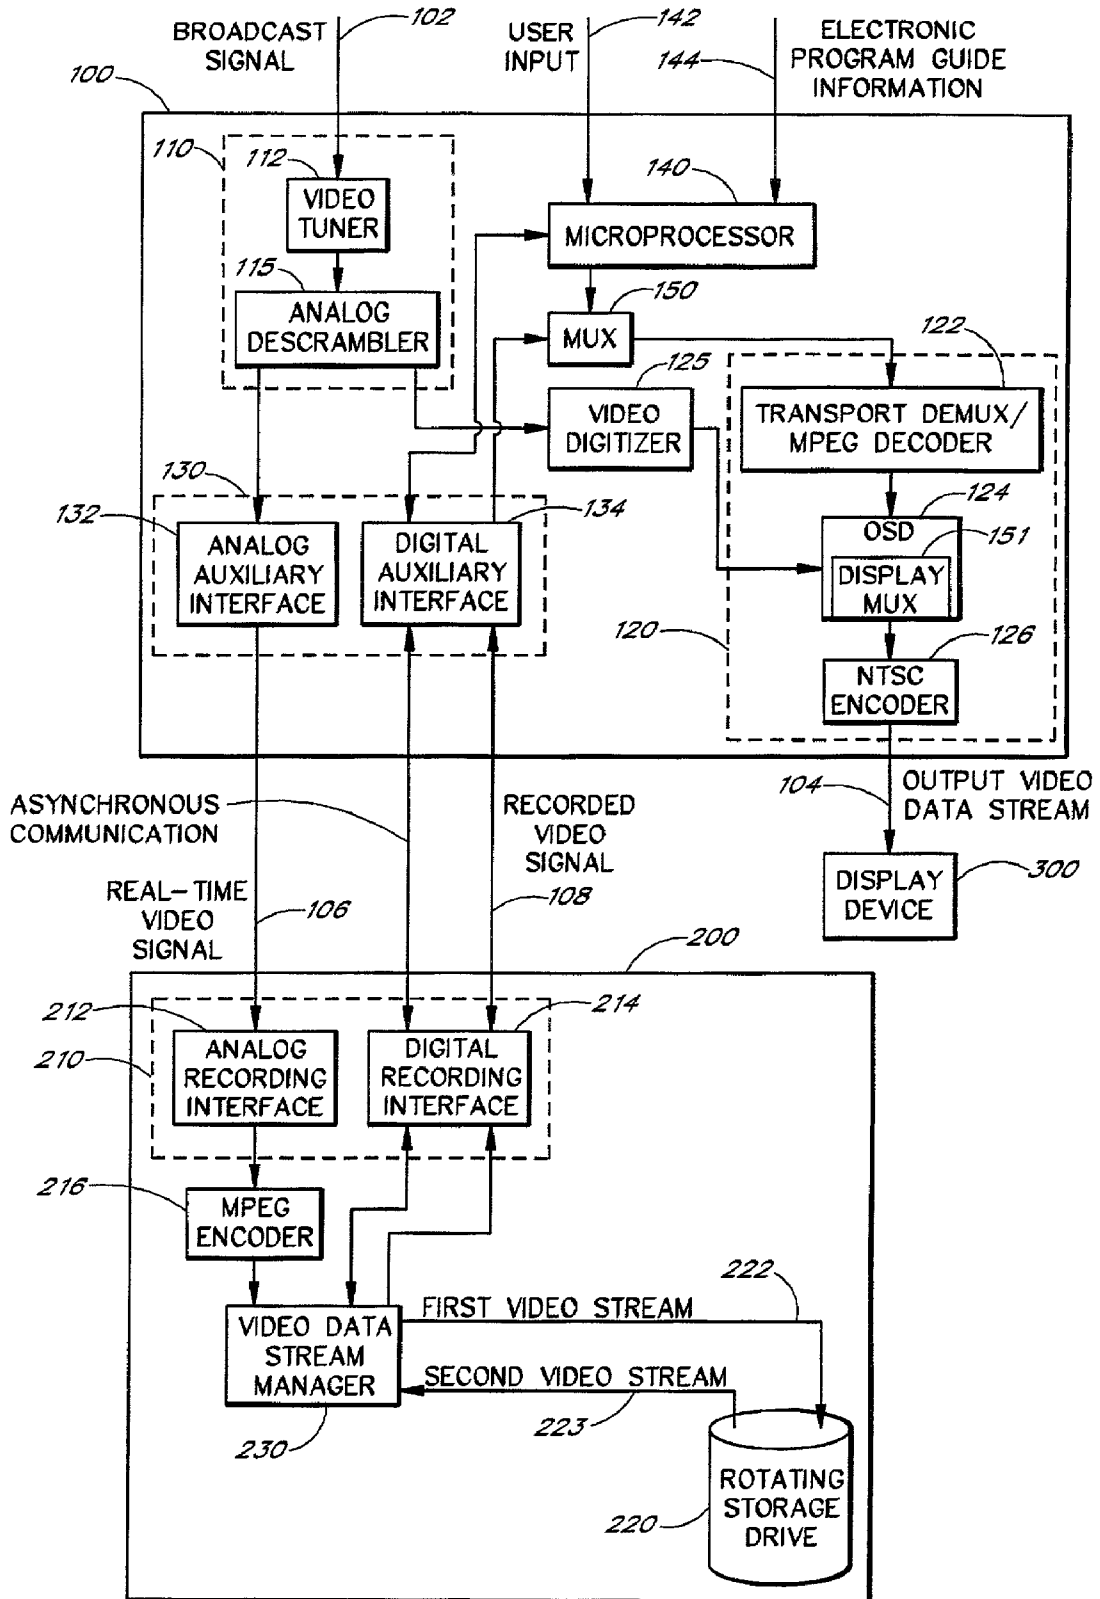 BROADCAST
SIGNAL
102
USER
INPUT
142
144
ELECTRONIC
PROGRAM GUIDE
INFORMATION
100
110
112
VIDEO
TUNER
140
MICROPROCESSOR
115
ANALOG
DESCRAMBLER
150
MUX
125
VIDEO
DIGITIZER
122
TRANSPORT DEMUX/
MPEG DECODER
130
132
ANALOG
AUXILIARY
INTERFACE
134
DIGITAL
AUXILIARY
INTERFACE
124
OSD
151
DISPLAY
MUX
120
126
NTSC
ENCODER
104
OUTPUT VIDEO
DATA STREAM
ASYNCHRONOUS
COMMUNICATION
RECORDED
VIDEO
SIGNAL
108
REAL-TIME
VIDEO
SIGNAL
106
300
DISPLAY
DEVICE
200
210
212
ANALOG
RECORDING
INTERFACE
214
DIGITAL
RECORDING
INTERFACE
216
MPEG
ENCODER
VIDEO DATA
STREAM
MANAGER
230
FIRST VIDEO STREAM
222
SECOND VIDEO STREAM
223
ROTATING
STORAGE
DRIVE
220